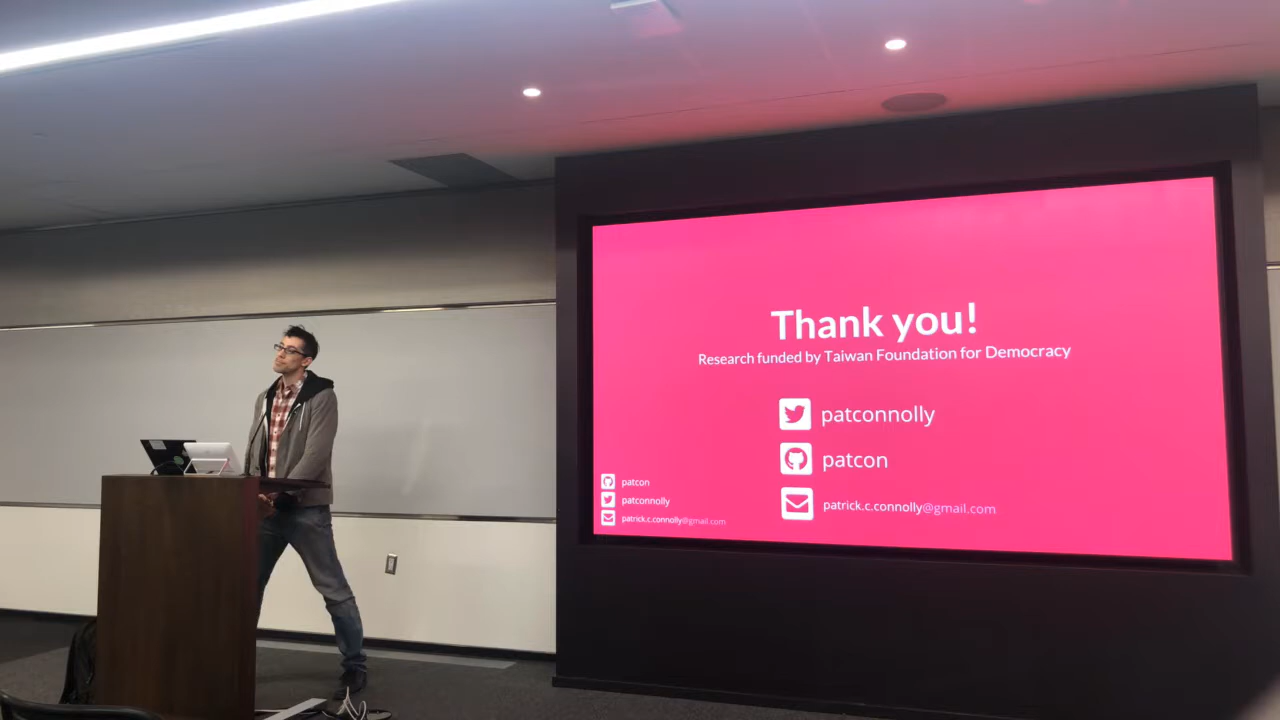 Thank you!
Research funded by Taiwan Foundation for Democracy
patconnolly
patcon
patrick.c.connolly@gmail.com
patcon
patconnolly
patrick.c.connolly@gmail.com